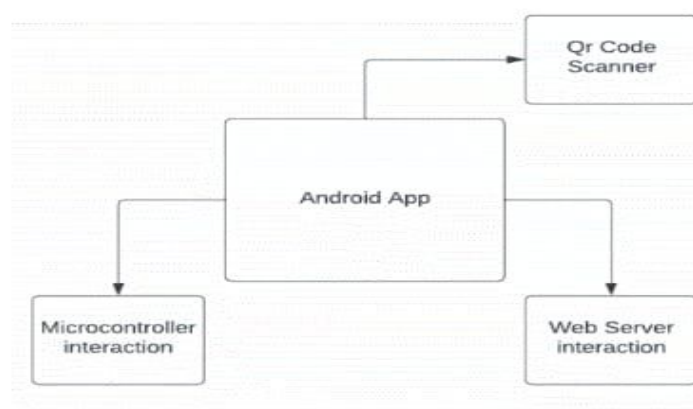 Qr Code
Scanner
Android App
Microcontroller
interaction
Web Server
interaction